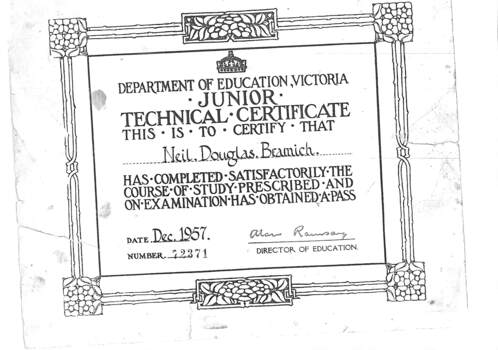 DEPARTMENT OF EDUCATION, VICTORIA
· JUNIOR ·
TECHNICAL · CERTIFICATE
THIS · IS · TO · CERTIFY · THAT
Neil. Douglas. Bramich.
HAS · COMPLETED · SATISFACTORILY · THE
COURSE · OF · STUDY · PRESCRIBED · AND
ON · EXAMINATION · HAS · OBTAINED · A · PASS
DATE Dec. 1957.
NUMBER 72371
Alan Ramsay
DIRECTOR OF EDUCATION.